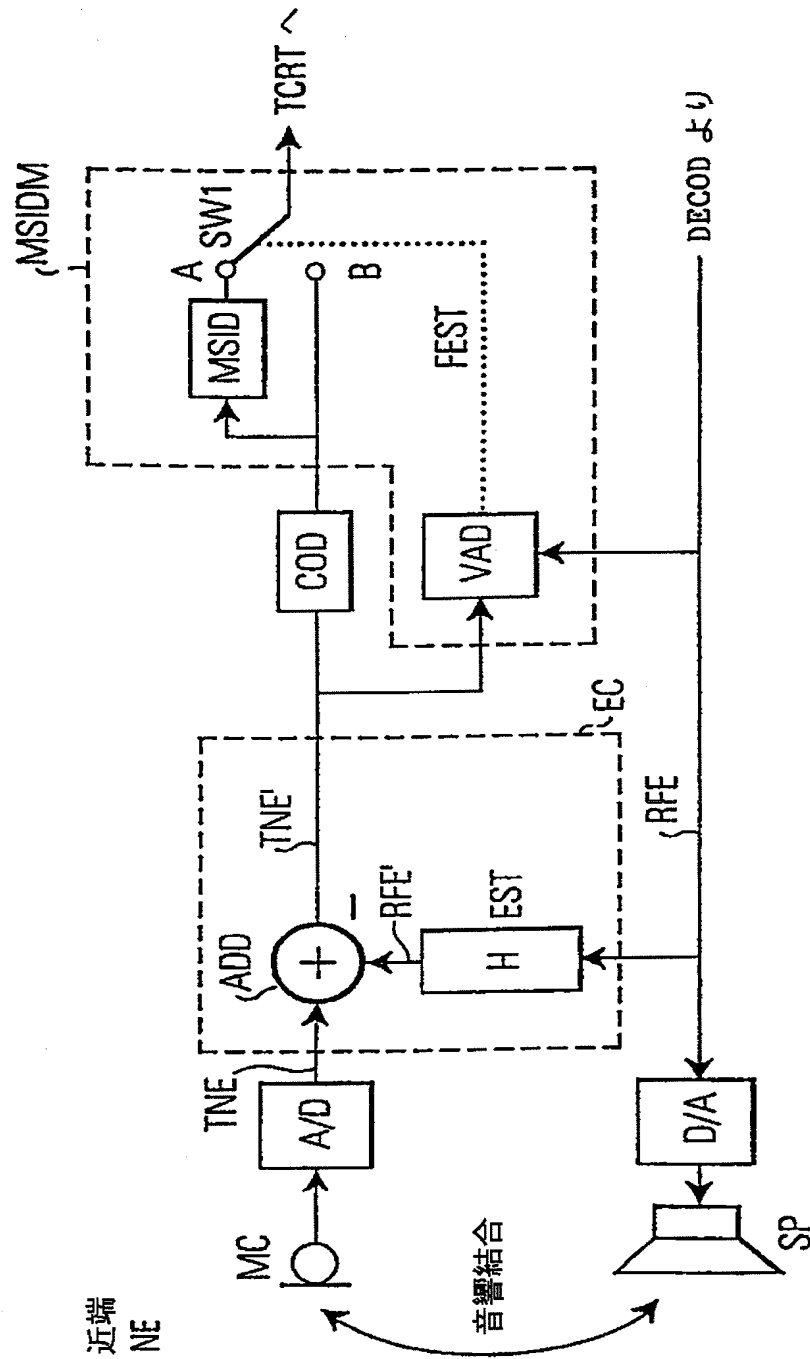 近端
NE
MC
A/D
TNE
ADD
+
−
TNE'
RFE'
H
EST
EC
COD
VAD
FEST
MSID
A
B
SW1
MSIDM
TCRT へ
音響結合
SP
D/A
RFE
DECOD より